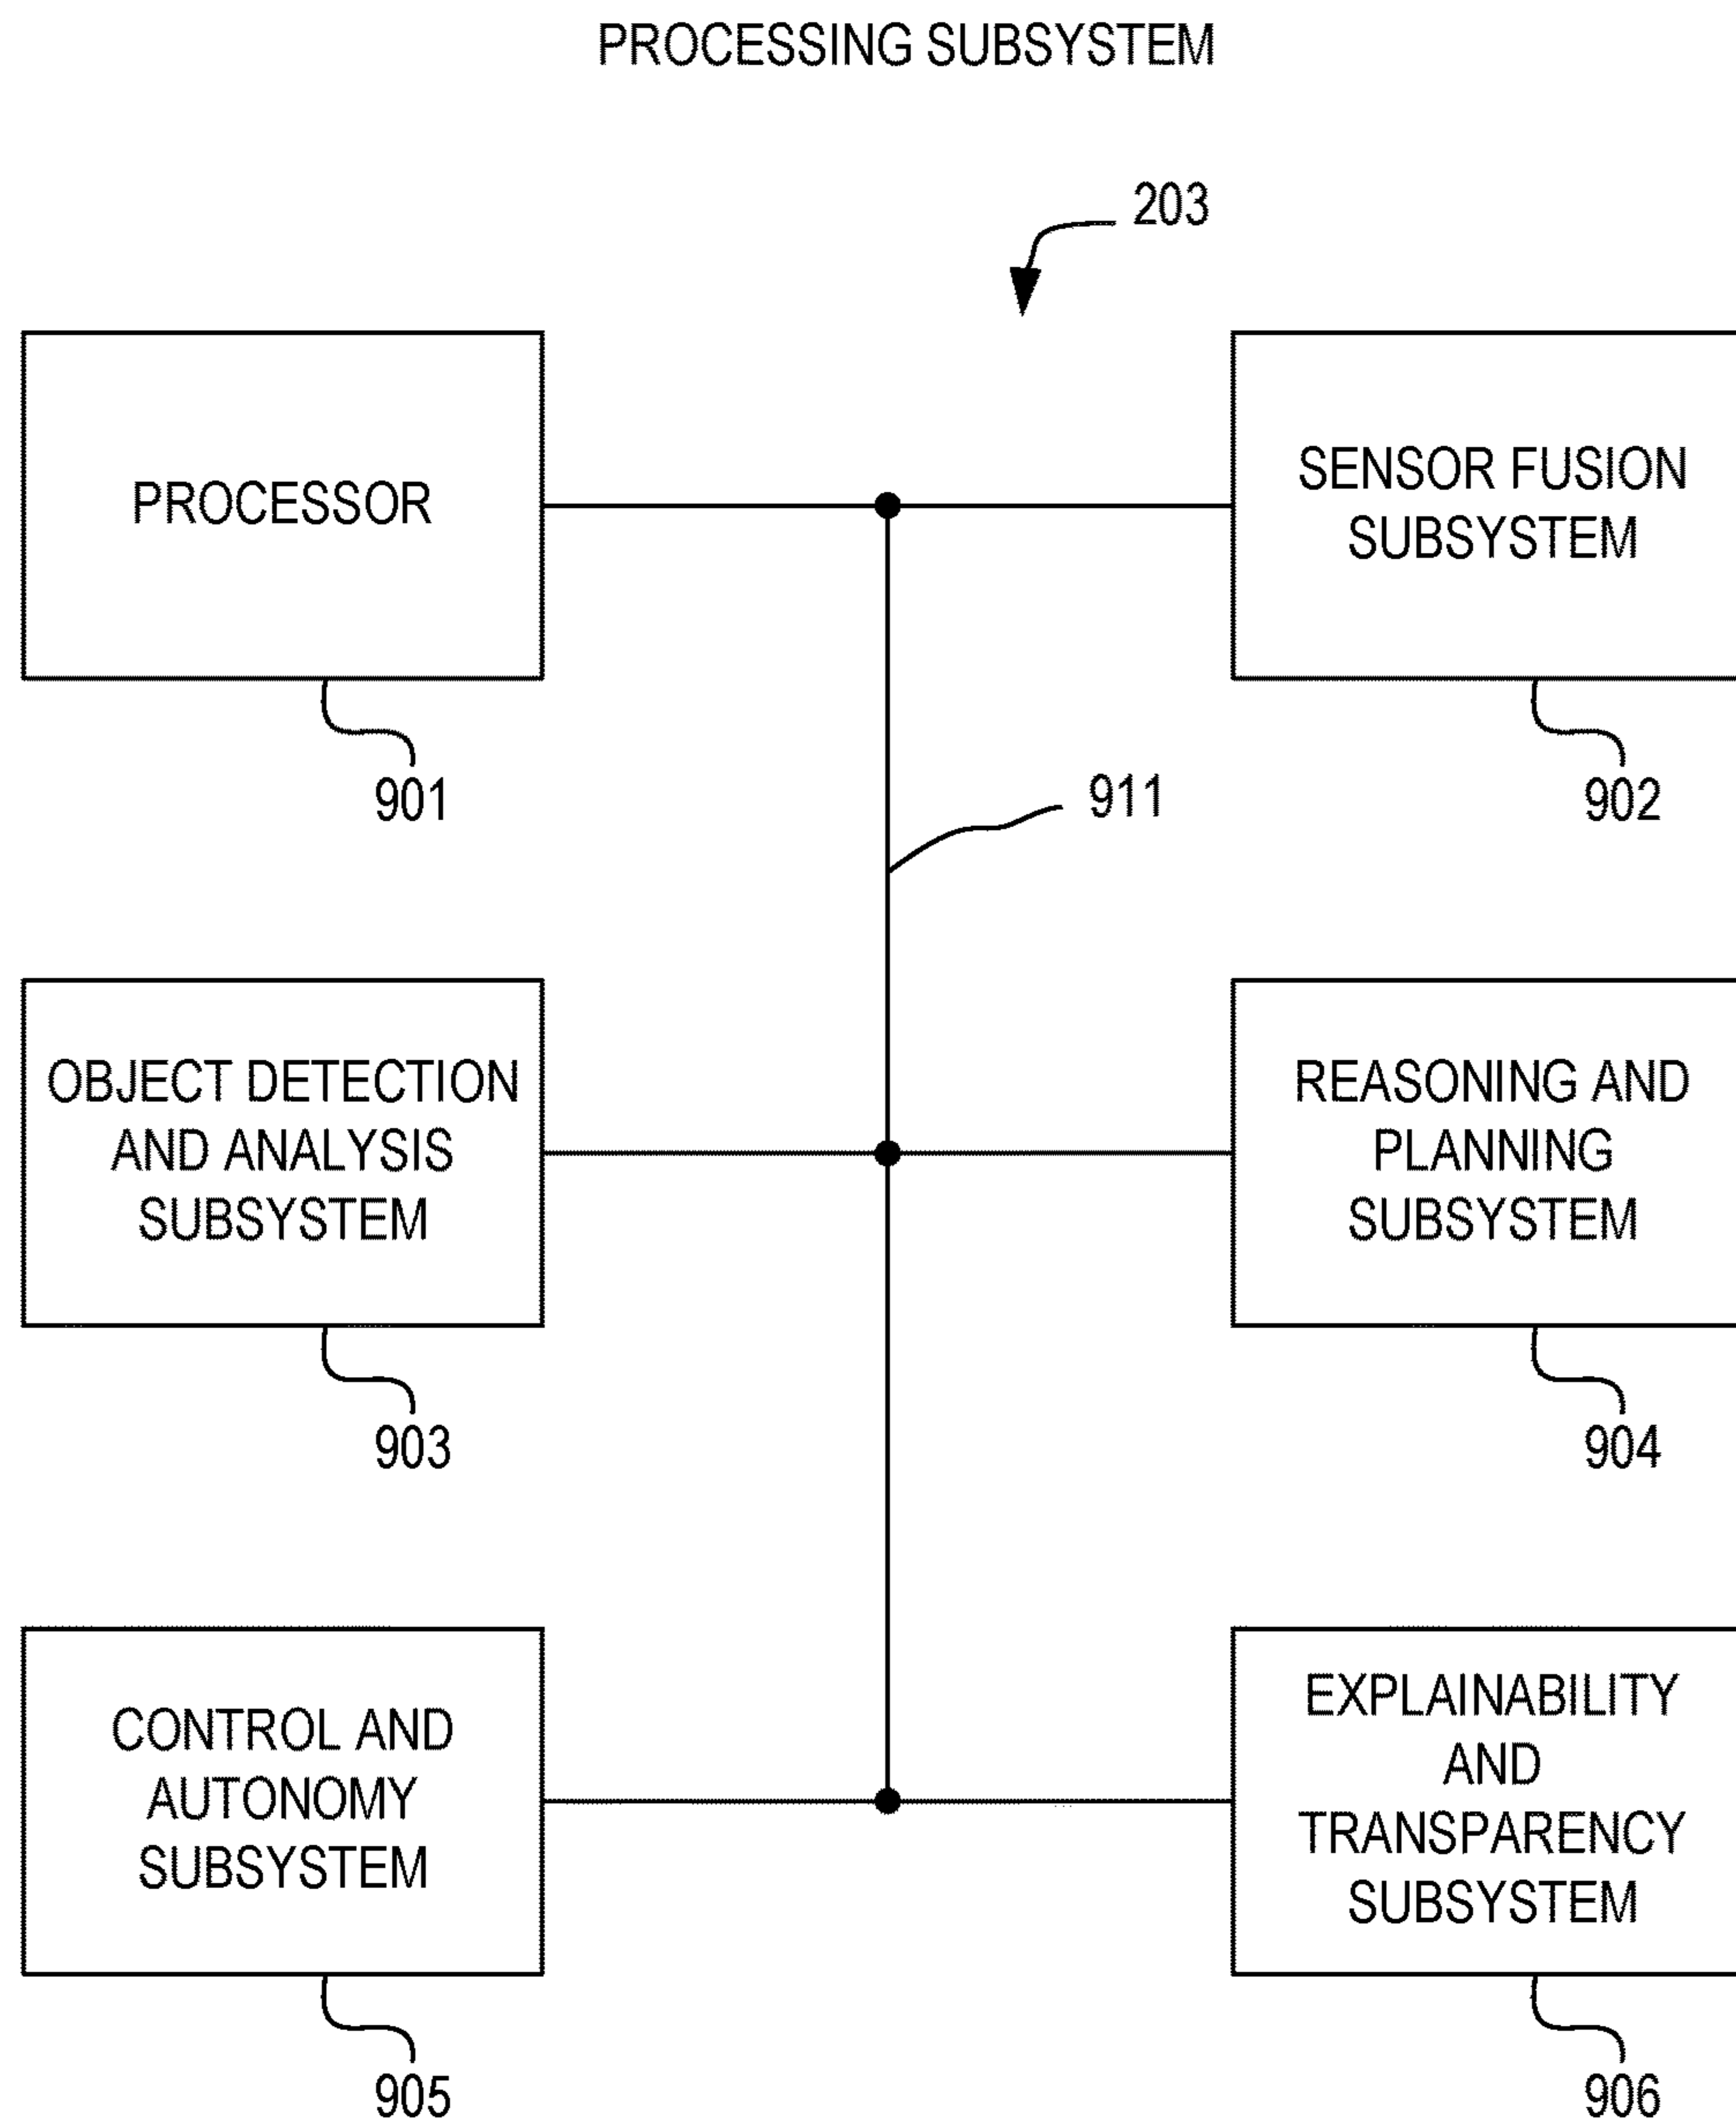 PROCESSING SUBSYSTEM
203
PROCESSOR
901
SENSOR FUSION
SUBSYSTEM
902
911
OBJECT DETECTION
AND ANALYSIS
SUBSYSTEM
903
REASONING AND
PLANNING
SUBSYSTEM
904
CONTROL AND
AUTONOMY
SUBSYSTEM
905
EXPLAINABILITY
AND
TRANSPARENCY
SUBSYSTEM
906